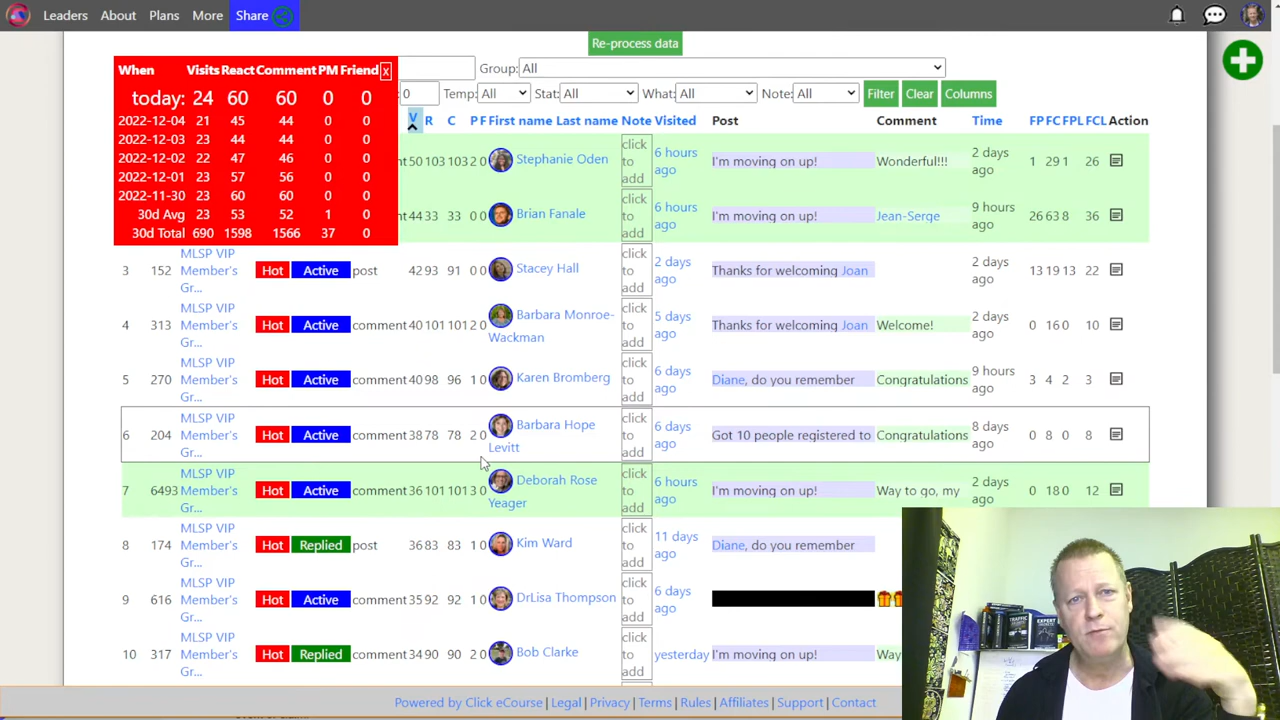 Leaders About Plans More Share
Re-process data
Group: All
0 Temp: All Stat: All What: All Note: All Filter Clear Columns
When Visits React Comment PM Friend X
today: 24 60 60 0 0
2022-12-04 21 45 44 0 0
2022-12-03 23 44 44 0 0
2022-12-02 22 47 46 0 0
2022-12-01 23 57 56 0 0
2022-11-30 23 60 60 0 0
30d Avg 23 53 52 1 0
30d Total 690 1598 1566 37 0
V R C P F First name Last name Note Visited Post Comment Time FP FC FPL FCL Action
50 103 103 2 0 Stephanie Oden click to add 6 hours ago I'm moving on up! Wonderful!!! 2 days ago 1 29 1 26
44 33 33 0 0 Brian Fanale click to add 6 hours ago I'm moving on up! Jean-Serge 9 hours ago 26 63 8 36
3 152 MLSP VIP Member's Gr... Hot Active post 42 93 91 0 0 Stacey Hall click to add 2 days ago Thanks for welcoming Joan 2 days ago 13 19 13 22
4 313 MLSP VIP Member's Gr... Hot Active comment 40 101 101 2 0 Barbara Monroe-Wackman click to add 5 days ago Thanks for welcoming Joan Welcome! 2 days ago 0 16 0 10
5 270 MLSP VIP Member's Gr... Hot Active comment 40 98 96 1 0 Karen Bromberg click to add 6 days ago Diane, do you remember Congratulations 9 hours ago 3 4 2 3
6 204 MLSP VIP Member's Gr... Hot Active comment 38 78 78 2 0 Barbara Hope Levitt click to add 6 days ago Got 10 people registered to Congratulations 8 days ago 0 8 0 8
7 6493 MLSP VIP Member's Gr... Hot Active comment 36 101 101 3 0 Deborah Rose Yeager click to add 6 hours ago I'm moving on up! Way to go, my 2 days ago 0 18 0 12
8 174 MLSP VIP Member's Gr... Hot Replied post 36 83 83 1 0 Kim Ward click to add 11 days ago Diane, do you remember
9 616 MLSP VIP Member's Gr... Hot Active comment 35 92 92 1 0 DrLisa Thompson click to add 6 days ago
10 317 MLSP VIP Member's Gr... Hot Replied comment 34 90 90 2 0 Bob Clarke click to add yesterday I'm moving on up! Way
Powered by Click eCourse | Legal | Privacy | Terms | Rules | Affiliates | Support | Contact
TRAFFIC
EXPERT